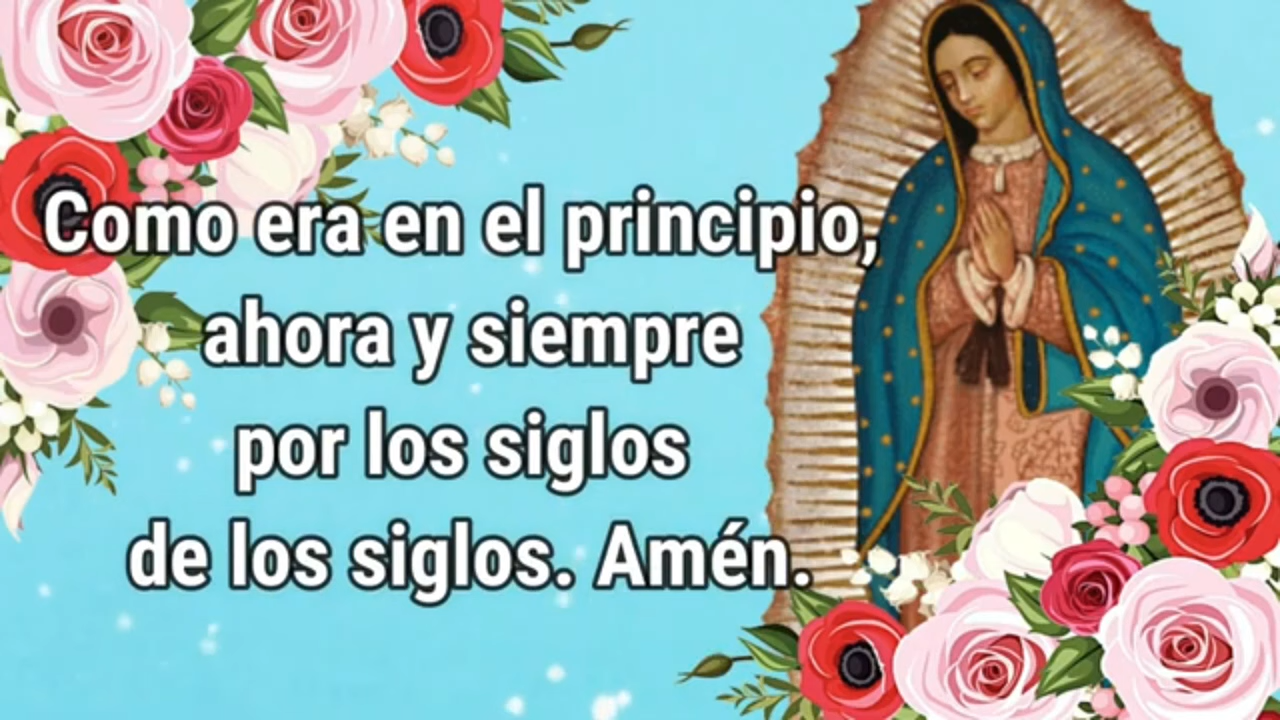 Como era en el principio,
ahora y siempre
por los siglos
de los siglos. Amén.